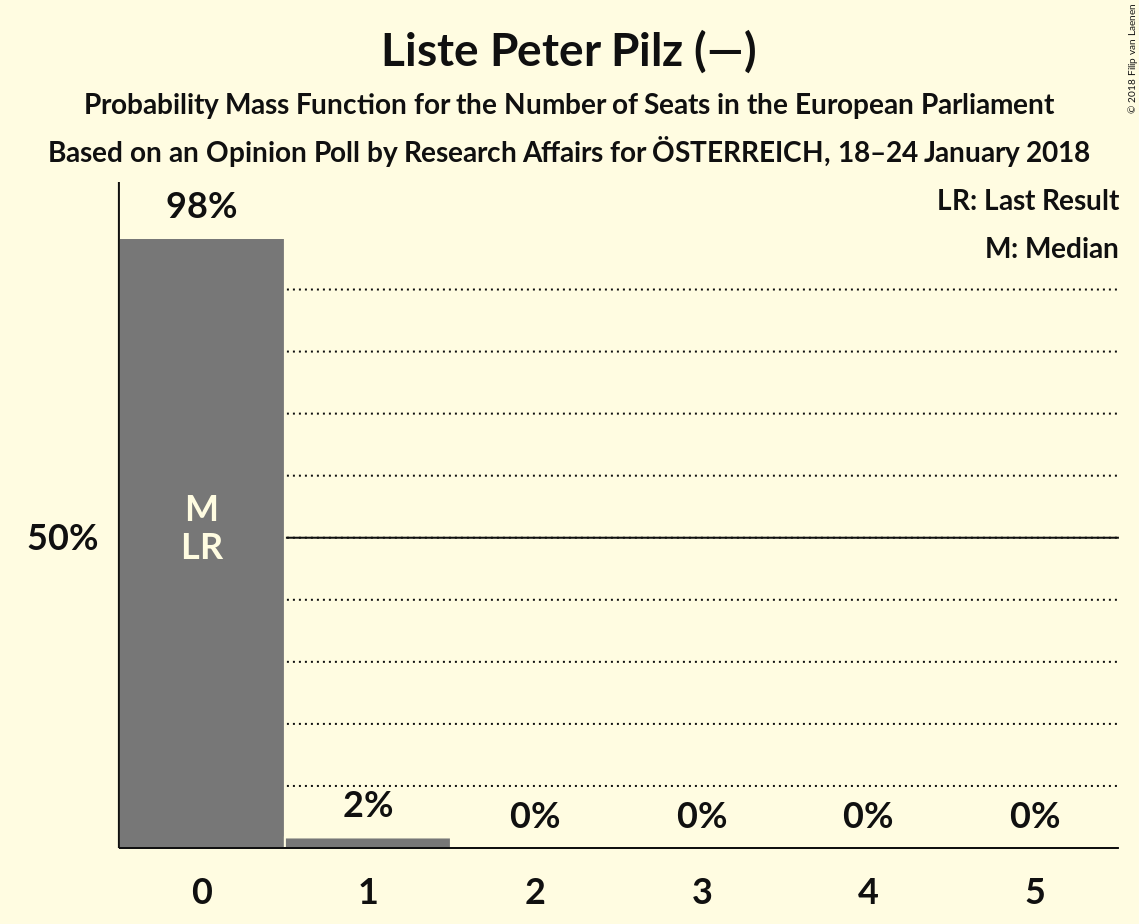 Liste Peter Pilz (—)
Probability Mass Function for the Number of Seats in the European Parliament
Based on an Opinion Poll by Research Affairs for ÖSTERREICH, 18–24 January 2018
© 2018 Filip van Laenen
LR: Last Result
M: Median
98%
M
LR
50%
2%
0%
0%
0%
0%
0
1
2
3
4
5